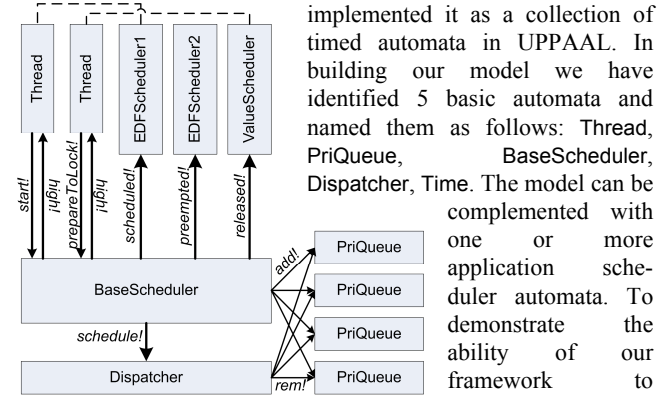 Thread
Thread
EDFScheduler1
EDFScheduler2
ValueScheduler
start!
high!
prepareToLock!
high!
scheduled!
preempted!
released!
BaseScheduler
add!
PriQueue
PriQueue
PriQueue
PriQueue
schedule!
Dispatcher
rem!
implemented it as a collection of
timed automata in UPPAAL. In
building our model we have
identified 5 basic automata and
named them as follows: Thread,
PriQueue, BaseScheduler,
Dispatcher, Time. The model can be
complemented with
one or more
application sche-
duler automata. To
demonstrate the
ability of our
framework to